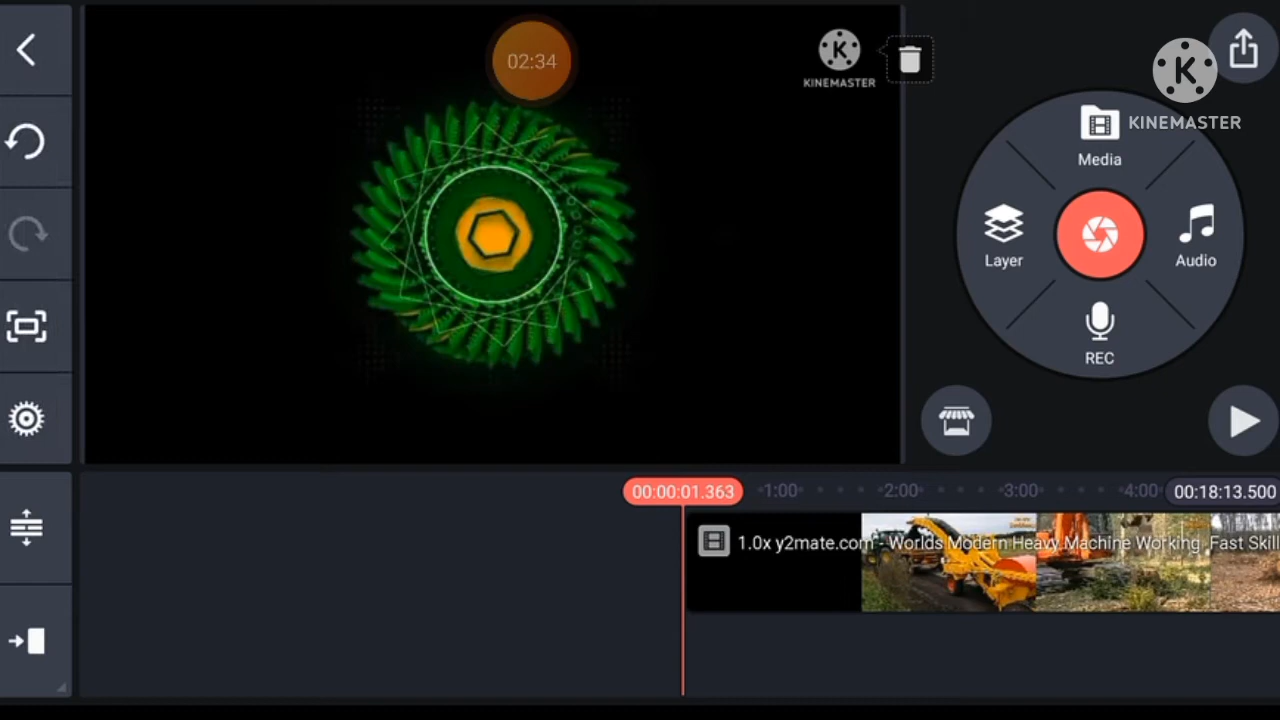 02:34
KINEMASTER
KINEMASTER
Media
Layer
Audio
REC
00:00:01.363
1:00
2:00
3:00
4:00
00:18:13.500
1.0x y2mate.com - Worlds Modern Heavy Machine Working Fast Skill